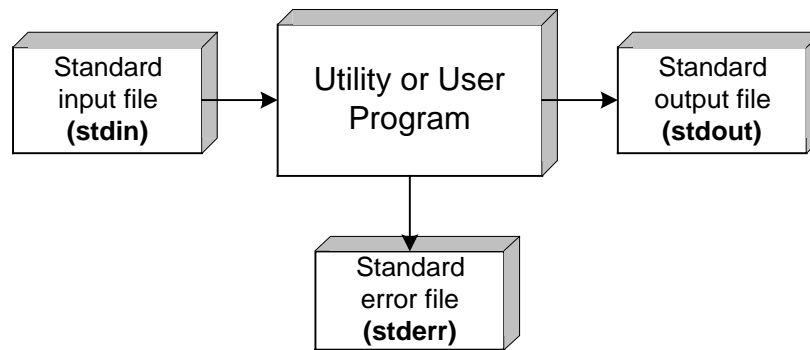 Standard
input file
(stdin)
Utility or User
Program
Standard
output file
(stdout)
Standard
error file
(stderr)